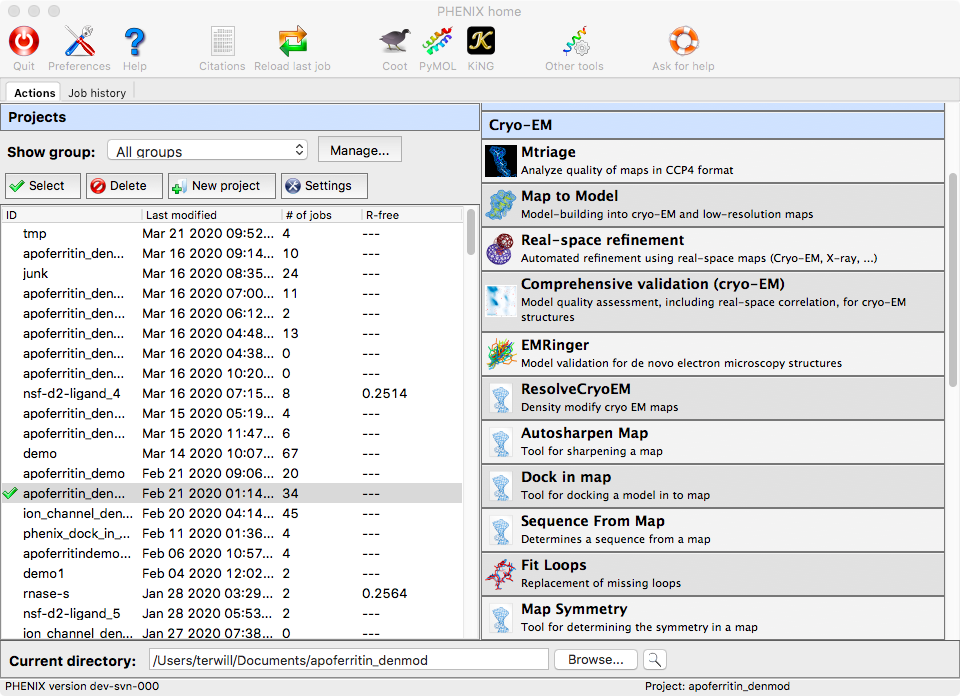 PHENIX home
Quit Preferences Help Citations Reload last job Coot PyMOL KiNG Other tools Ask for help
Actions Job history
Projects
Show group: All groups Manage...
Select Delete New project Settings
ID Last modified # of jobs R-free
tmp Mar 21 2020 09:52... 4 ---
apoferritin_den... Mar 16 2020 09:14... 10 ---
junk Mar 16 2020 08:35... 24 ---
apoferritin_den... Mar 16 2020 07:00... 11 ---
apoferritin_den... Mar 16 2020 06:12... 2 ---
apoferritin_den... Mar 16 2020 04:48... 13 ---
apoferritin_den... Mar 16 2020 04:38... 0 ---
apoferritin_den... Mar 16 2020 10:20... 0 ---
nsf-d2-ligand_4 Mar 16 2020 07:15... 8 0.2514
apoferritin_den... Mar 15 2020 05:19... 4 ---
apoferritin_den... Mar 15 2020 11:47... 6 ---
demo Mar 14 2020 10:07... 67 ---
apoferritin_demo Feb 21 2020 09:06... 20 ---
apoferritin_den... Feb 21 2020 01:14... 34 ---
ion_channel_den... Feb 20 2020 04:14... 45 ---
phenix_dock_in_... Feb 11 2020 01:36... 4 ---
apoferritindemo... Feb 06 2020 10:57... 4 ---
demo1 Feb 04 2020 12:02... 2 ---
rnase-s Jan 28 2020 03:29... 2 0.2564
nsf-d2-ligand_5 Jan 28 2020 05:53... 2 ---
ion_channel_den... Jan 27 2020 07:38... 0 ---
Cryo-EM
Mtriage
Analyze quality of maps in CCP4 format
Map to Model
Model-building into cryo-EM and low-resolution maps
Real-space refinement
Automated refinement using real-space maps (Cryo-EM, X-ray, ...)
Comprehensive validation (cryo-EM)
Model quality assessment, including real-space correlation, for cryo-EM
structures
EMRinger
Model validation for de novo electron microscopy structures
ResolveCryoEM
Density modify cryo EM maps
Autosharpen Map
Tool for sharpening a map
Dock in map
Tool for docking a model in to map
Sequence From Map
Determines a sequence from a map
Fit Loops
Replacement of missing loops
Map Symmetry
Tool for determining the symmetry in a map
Current directory: /Users/terwill/Documents/apoferritin_denmod Browse...
PHENIX version dev-svn-000 Project: apoferritin_denmod